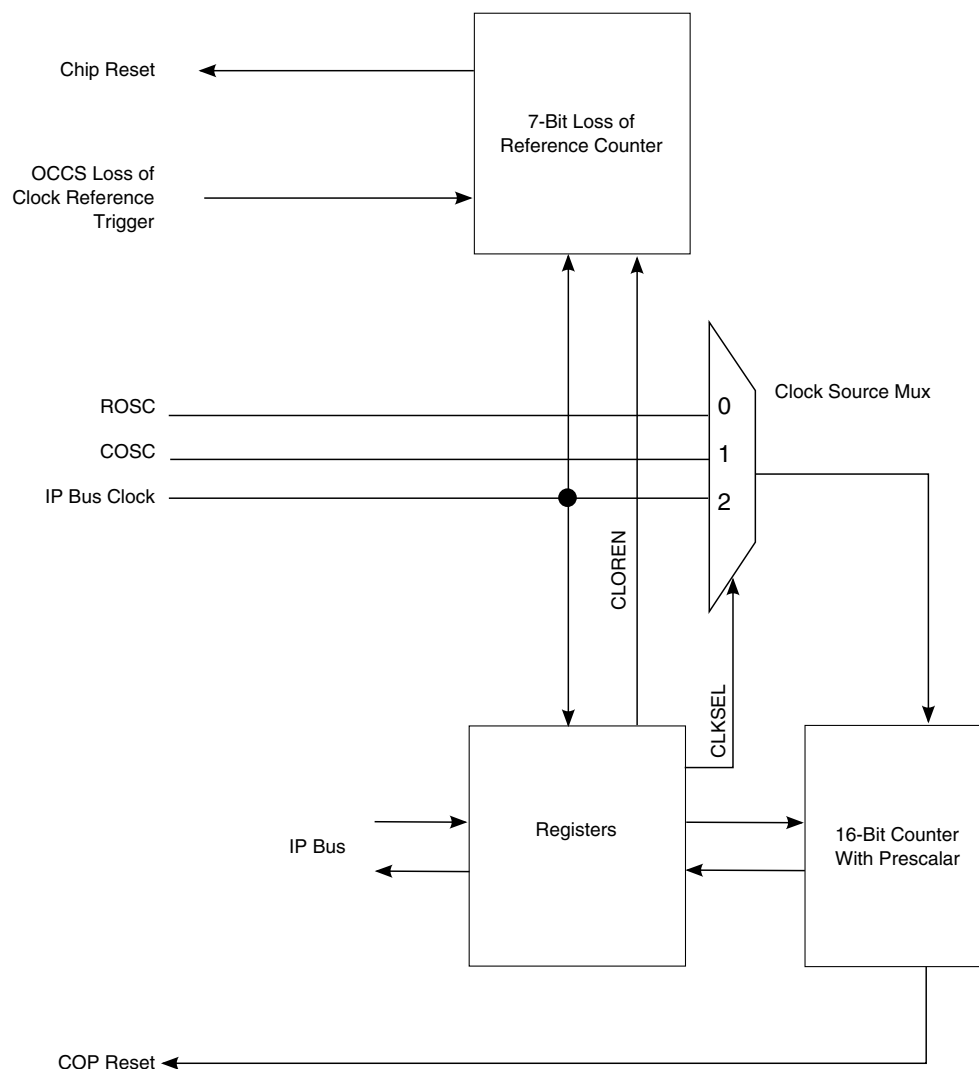 Chip Reset
7-Bit Loss of
Reference Counter
OCCS Loss of
Clock Reference
Trigger
ROSC
0
Clock Source Mux
COSC
1
IP Bus Clock
2
CLOREN
CLKSEL
IP Bus
Registers
16-Bit Counter
With Prescalar
COP Reset